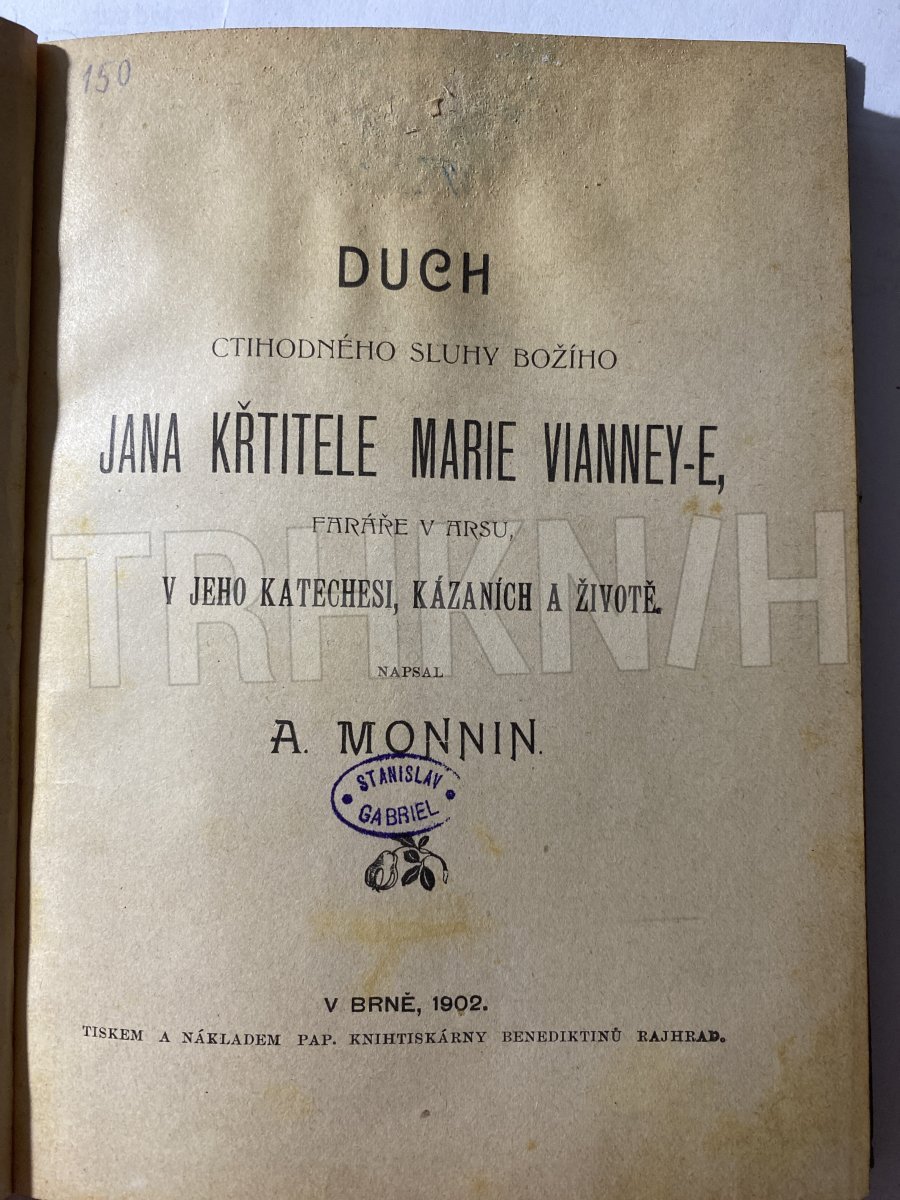 150
DUCH
CTIHODNÉHO SLUHY BOŽÍHO
JANA KŘTITELE MARIE VIANNEY-E,
FARÁŘE V ARSU,
V JEHO KATECHESI, KÁZANÍCH A ŽIVOTĚ.
NAPSAL
A. MONNIN.
STANISLAV
GABRIEL
V BRNĚ, 1902.
TISKEM A NÁKLADEM PAP. KNIHTISKÁRNY BENEDIKTINŮ RAJHRAD.
TRHKNIH